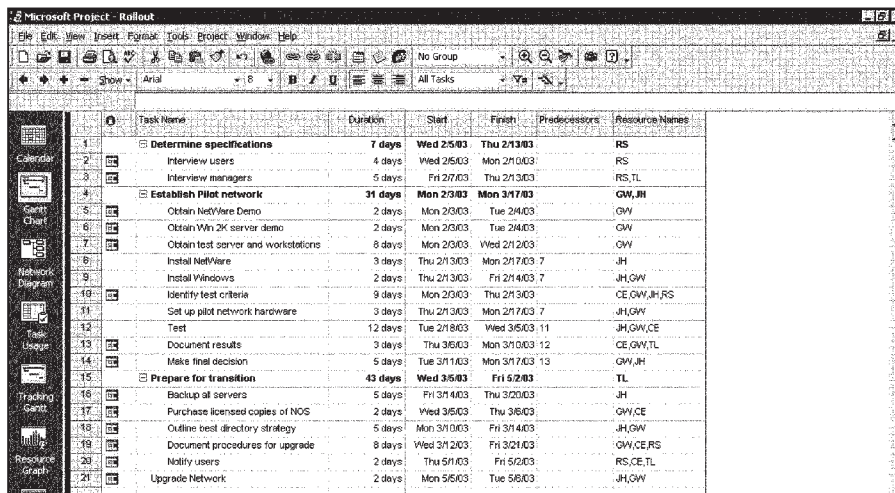 Microsoft Project - Rollout
File Edit View Insert Format Tools Project Window Help
No Group
Show Arial 8 B I U All Tasks
Task Name Duration Start Finish Predecessors Resource Names
1 Determine specifications 7 days Wed 2/5/03 Thu 2/13/03 RS
2 Interview users 4 days Wed 2/5/03 Mon 2/10/03 RS
3 Interview managers 5 days Fri 2/7/03 Thu 2/13/03 RS,TL
4 Establish Pilot network 31 days Mon 2/3/03 Mon 3/17/03 GW,JH
5 Obtain NetWare Demo 2 days Mon 2/3/03 Tue 2/4/03 GW
6 Obtain Win 2K server demo 2 days Mon 2/3/03 Tue 2/4/03 GW
7 Obtain test server and workstations 8 days Mon 2/3/03 Wed 2/12/03 GW
8 Install NetWare 3 days Thu 2/13/03 Mon 2/17/03 7 JH
9 Install Windows 2 days Thu 2/13/03 Fri 2/14/03 7 JH,GW
10 Identify test criteria 9 days Mon 2/3/03 Thu 2/13/03 CE,GW,JH,RS
11 Set up pilot network hardware 3 days Thu 2/13/03 Mon 2/17/03 7 JH,GW
12 Test 12 days Tue 2/18/03 Wed 3/5/03 11 JH,GW,CE
13 Document results 3 days Thu 3/6/03 Mon 3/10/03 12 CE,GW,TL
14 Make final decision 5 days Tue 3/11/03 Mon 3/17/03 13 GW,JH
15 Prepare for transition 43 days Wed 3/5/03 Fri 5/2/03 TL
16 Backup all servers 5 days Fri 3/14/03 Thu 3/20/03 JH
17 Purchase licensed copies of NOS 2 days Wed 3/5/03 Thu 3/6/03 GW,CE
18 Outline best directory strategy 5 days Mon 3/10/03 Fri 3/14/03 JH,GW
19 Document procedures for upgrade 8 days Wed 3/12/03 Fri 3/21/03 GW,CE,RS
20 Notify users 2 days Thu 5/1/03 Fri 5/2/03 RS,CE,TL
21 Upgrade Network 2 days Mon 5/5/03 Tue 5/6/03 JH,GW
Calendar
Gantt
Chart
Network
Diagram
Task
Usage
Tracking
Gantt
Resource
Graph